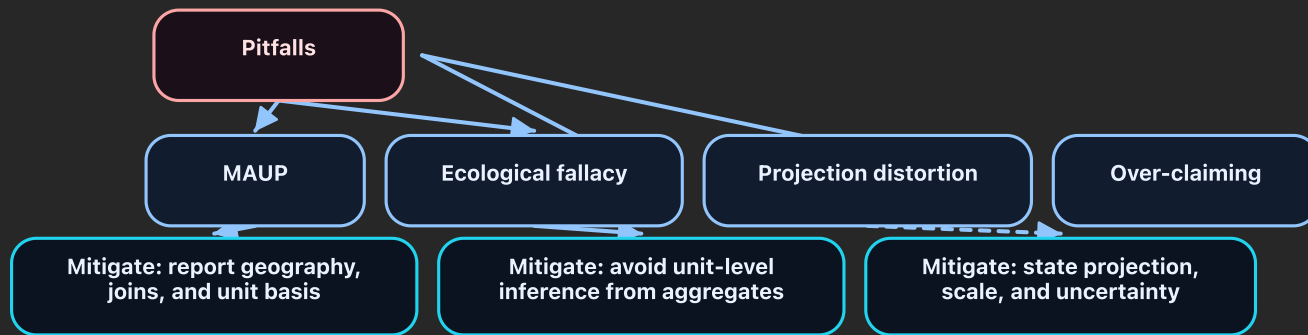 Pitfalls
MAUP
Ecological fallacy
Projection distortion
Over-claiming
Mitigate: report geography,
joins, and unit basis
Mitigate: avoid unit-level
inference from aggregates
Mitigate: state projection,
scale, and uncertainty